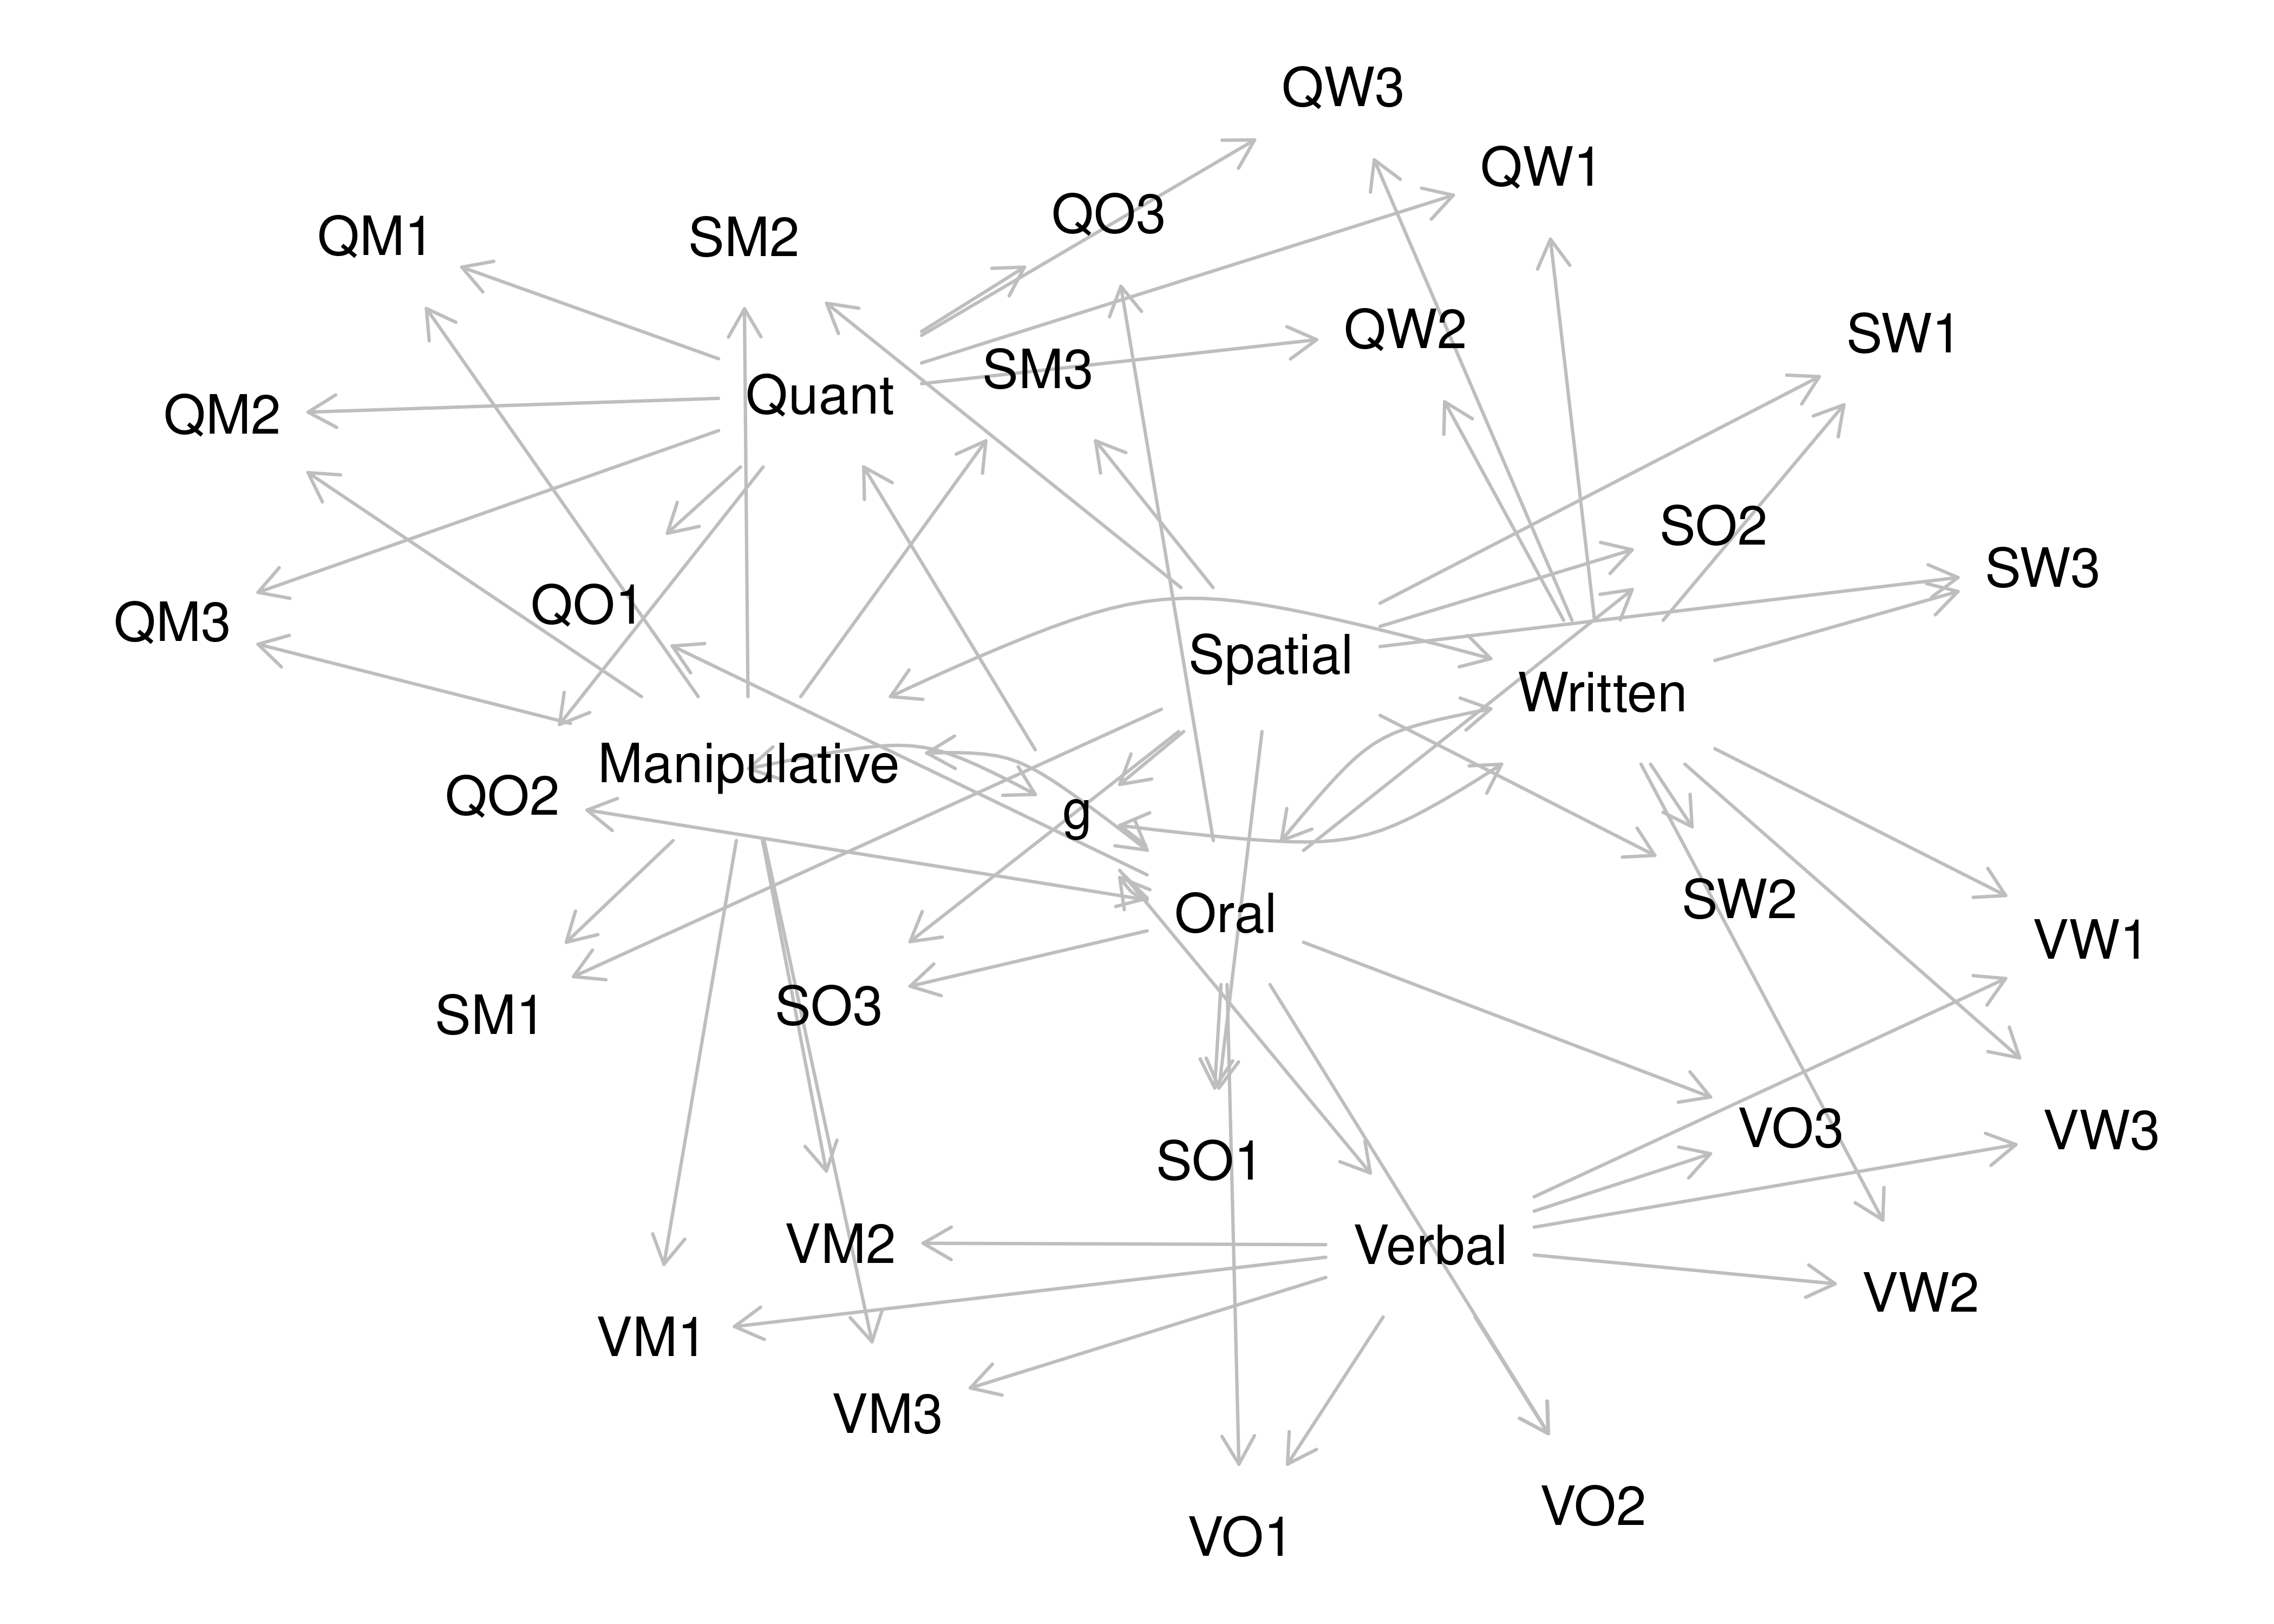 QW3
QW1
QO3
QM1
SM2
QW2
SW1
SM3
Quant
QM2
SO2
SW3
QO1
QM3
Spatial
Written
Manipulative
QO2
g
SW2
Oral
VW1
SO3
SM1
VO3
VW3
SO1
VM2
Verbal
VW2
VM1
VM3
VO2
VO1